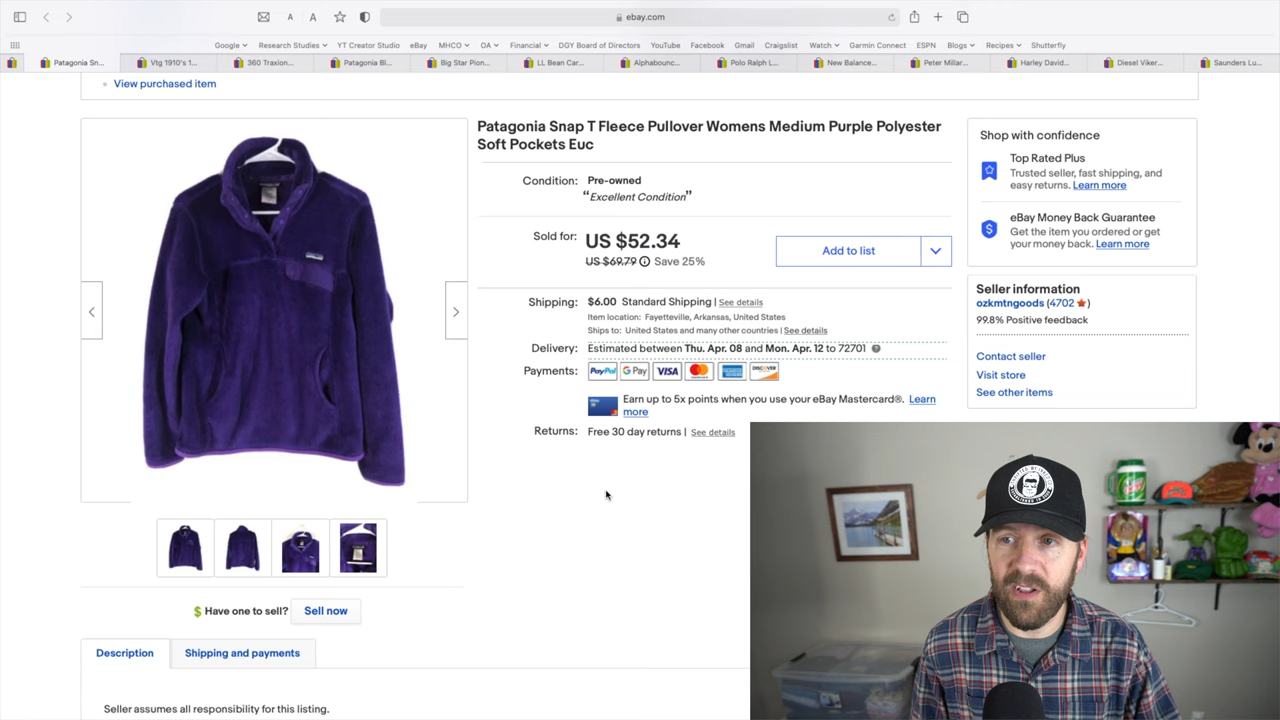 ebay.com
Google
Research Studies
YT Creator Studio
eBay
MHCO
OA
Financial
DGY Board of Directors
YouTube
Facebook
Gmail
Craigslist
Watch
Garmin Connect
ESPN
Blogs
Recipes
Shutterfly
Patagonia Sn...
Vtg 1910's 1...
360 Traxion...
Patagonia Bl...
Big Star Pion...
LL Bean Car...
Alphabounc...
Polo Ralph L...
New Balance...
Peter Millar...
Harley David...
Diesel Viker...
Saunders Lu...
View purchased item
Patagonia Snap T Fleece Pullover Womens Medium Purple Polyester
Soft Pockets Euc
Condition: Pre-owned
“Excellent Condition”
Sold for: US $52.34
US $69.79 Save 25%
Add to list
Shipping: $6.00 Standard Shipping | See details
Item location: Fayetteville, Arkansas, United States
Ships to: United States and many other countries | See details
Delivery: Estimated between Thu. Apr. 08 and Mon. Apr. 12 to 72701
Payments: PayPal G Pay VISA DISCOVER
Earn up to 5x points when you use your eBay Mastercard®. Learn
more
Returns: Free 30 day returns | See details
Shop with confidence
Top Rated Plus
Trusted seller, fast shipping, and
easy returns. Learn more
eBay Money Back Guarantee
Get the item you ordered or get
your money back. Learn more
Seller information
ozkmtngoods (4702)
99.8% Positive feedback
Contact seller
Visit store
See other items
$ Have one to sell? Sell now
Description
Shipping and payments
Seller assumes all responsibility for this listing.